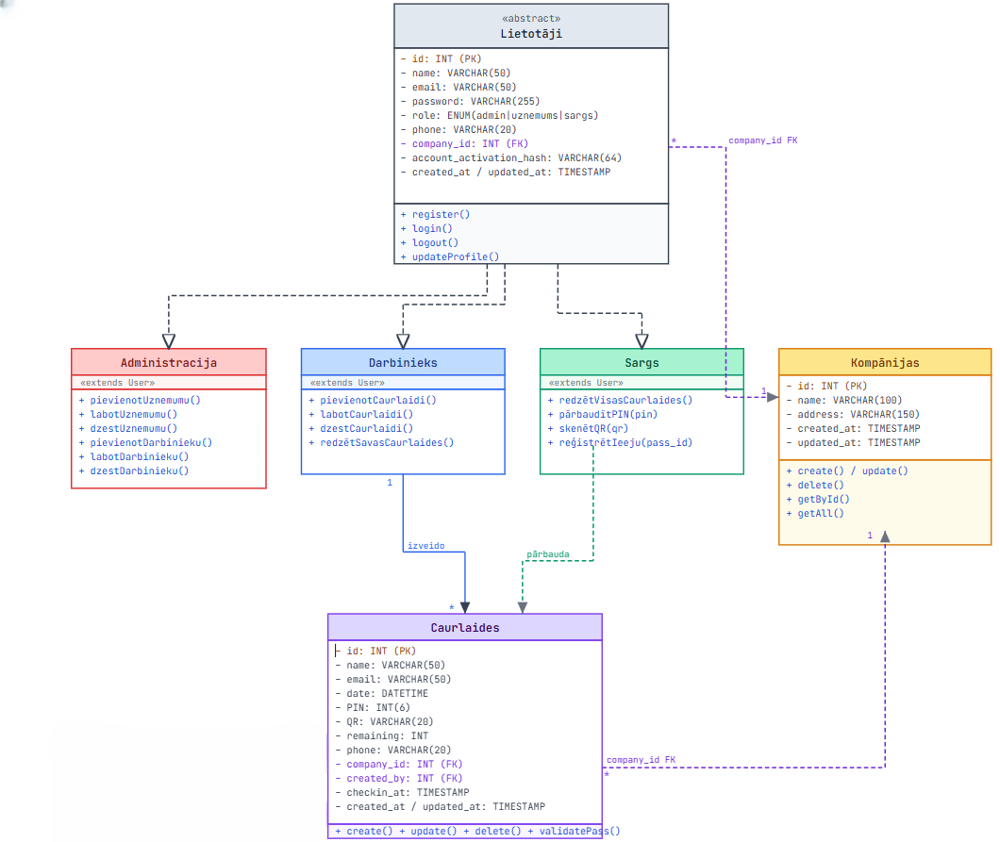 «abstract»
Lietotāji
- id: INT (PK)
- name: VARCHAR(50)
- email: VARCHAR(50)
- password: VARCHAR(255)
- role: ENUM(admin|uznemums|sargs)
- phone: VARCHAR(20)
- company_id: INT (FK)
- account_activation_hash: VARCHAR(64)
- created_at / updated_at: TIMESTAMP
+ register()
+ login()
+ logout()
+ updateProfile()
*
company_id FK
1
Administracija
«extends User»
+ pievienotUznemumu()
+ labotUznemumu()
+ dzestUznemumu()
+ pievienotDarbinieku()
+ labotDarbinieku()
+ dzestDarbinieku()
Darbinieks
«extends User»
+ pievienotCaurlaidi()
+ labotCaurlaidi()
+ dzestCaurlaidi()
+ redzētSavasCaurlaides()
Sargs
«extends User»
+ redzētVisasCaurlaides()
+ pārbaudītPIN(pin)
+ skenētQR(qr)
+ reģistrētIeeju(pass_id)
Kompānijas
- id: INT (PK)
- name: VARCHAR(100)
- address: VARCHAR(150)
- created_at: TIMESTAMP
- updated_at: TIMESTAMP
+ create() / update()
+ delete()
+ getById()
+ getAll()
1
1
izveido
*
pārbauda
Caurlaides
- id: INT (PK)
- name: VARCHAR(50)
- email: VARCHAR(50)
- date: DATETIME
- PIN: INT(6)
- QR: VARCHAR(20)
- remaining: INT
- phone: VARCHAR(20)
- company_id: INT (FK)
- created_by: INT (FK)
- checkin_at: TIMESTAMP
- created_at / updated_at: TIMESTAMP
+ create() + update() + delete() + validatePass()
company_id FK
*